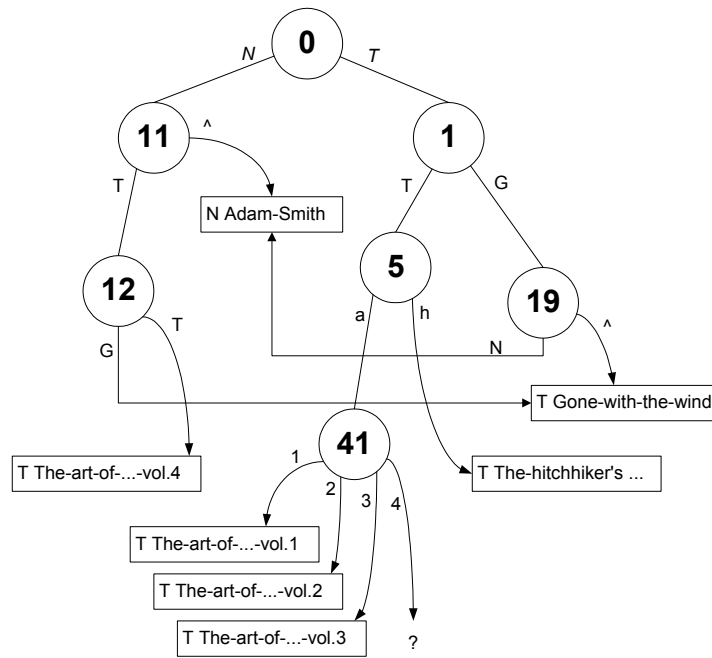 0
N
T
11
^
1
T
G
T
N Adam-Smith
5
12
19
T
a
h
^
G
N
T Gone-with-the-wind
41
T The-art-of-...-vol.4
1
2
3
4
T The-hitchhiker's ...
T The-art-of-...-vol.1
T The-art-of-...-vol.2
T The-art-of-...-vol.3
?